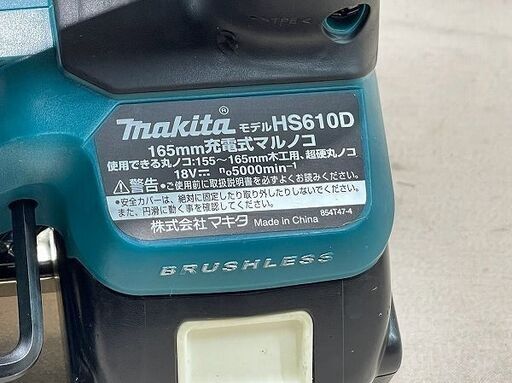 makita® モデル HS610D
165mm充電式マルノコ
使用できる丸ノコ:155~165mm木工用、超硬丸ノコ
18V⎓ n₀5000min⁻¹
⚠警告 ●ご使用前に取扱説明書を必ずよくお読みください。
●安全カバーは、絶対に固定したり取り外したりしないでください。
また、円滑に動く事を確認してください。 854T47-4
株式会社マキタ Made in China
BRUSHLESS